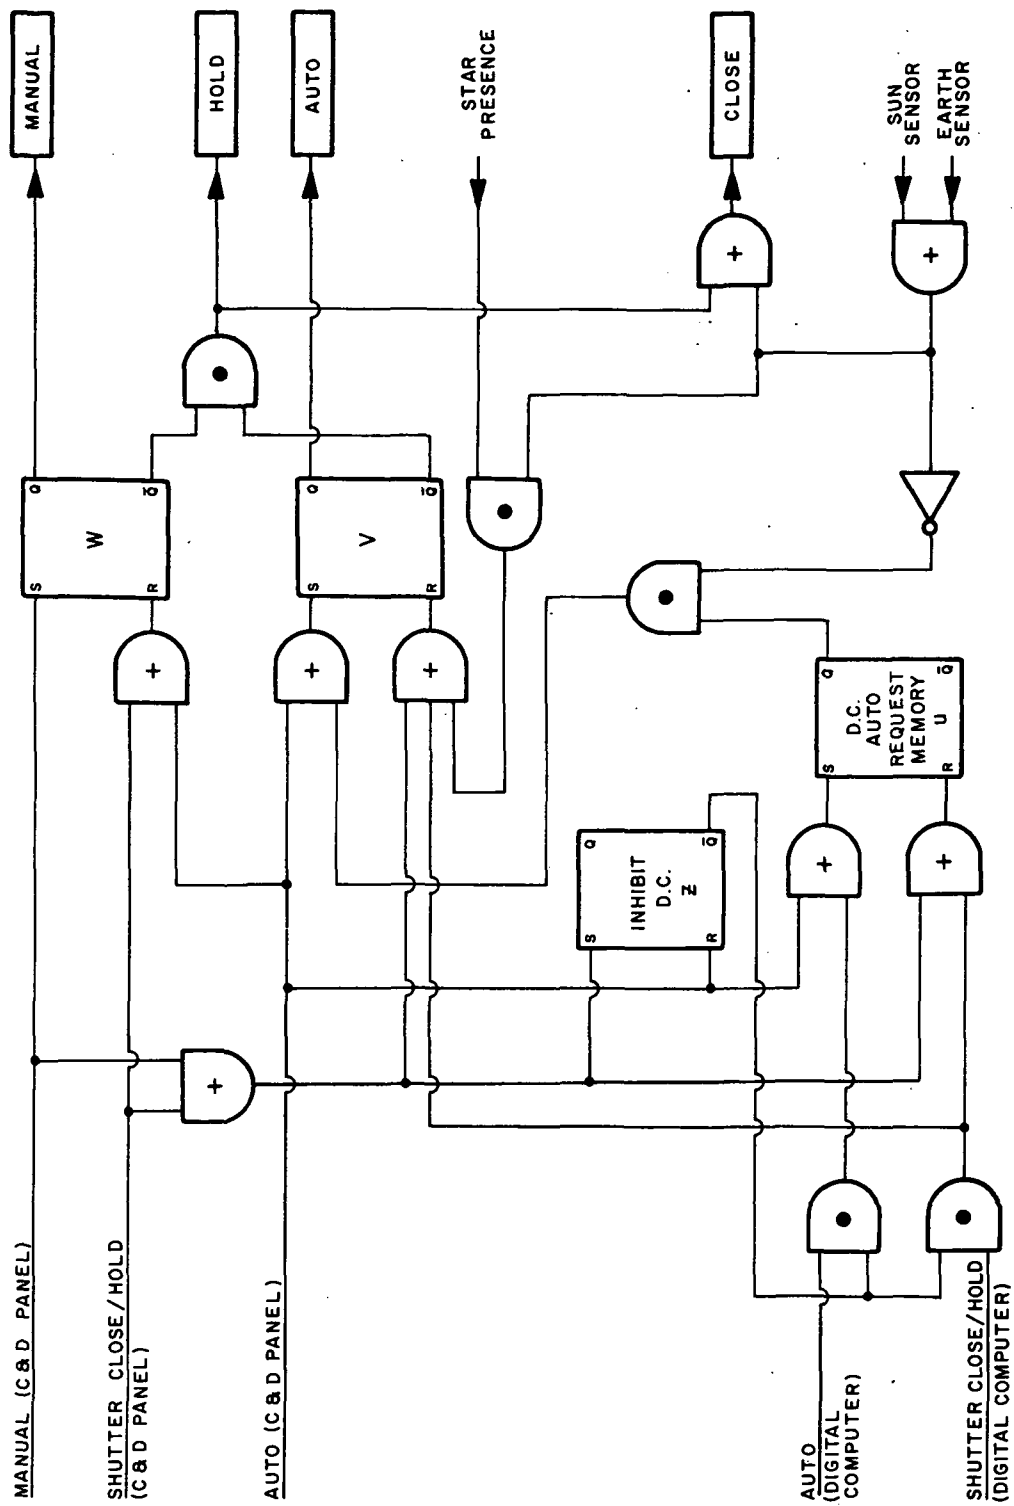 MANUAL (C & D PANEL)
SHUTTER CLOSE/HOLD
(C & D PANEL)
AUTO (C & D PANEL)
AUTO
(DIGITAL
COMPUTER)
SHUTTER CLOSE/HOLD
(DIGITAL COMPUTER)
+
•
•
INHIBIT
D.C.
Z
S
R
Q
Q̅
+
+
D.C.
AUTO
REQUEST
MEMORY
U
S
R
Q
Q̅
+
+
+
•
W
S
R
Q
Q̅
V
S
R
Q
Q̅
•
•
+
+
MANUAL
HOLD
AUTO
STAR
PRESENCE
CLOSE
SUN
SENSOR
EARTH
SENSOR